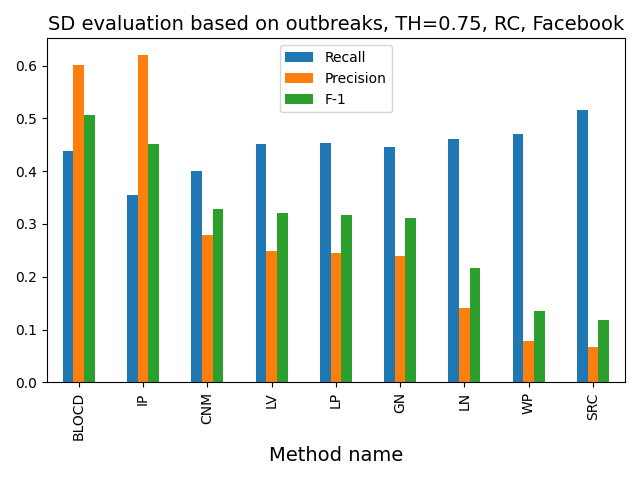 SD evaluation based on outbreaks, TH=0.75, RC, Facebook
Recall
Precision
F-1
0.6
0.5
0.4
0.3
0.2
0.1
0.0
BLOCD
IP
CNM
LV
LP
GN
LN
WP
SRC
Method name